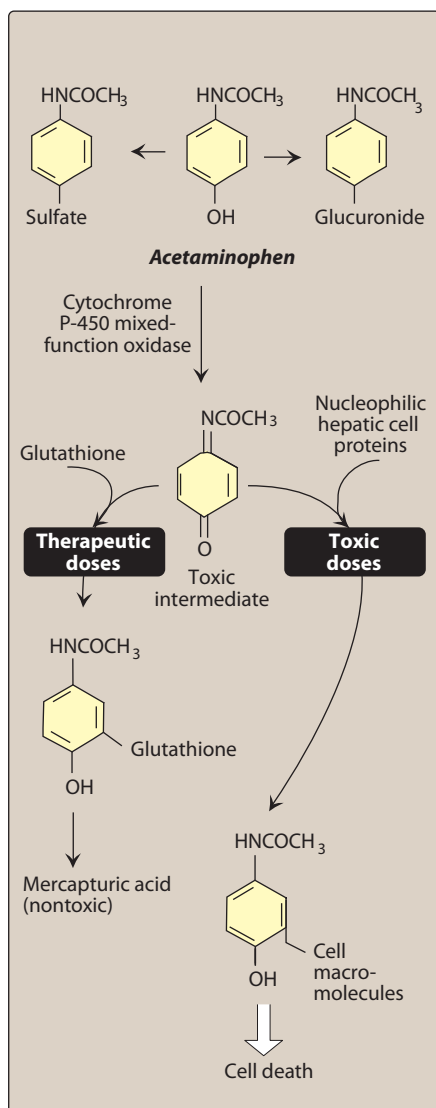 HNCOCH3
HNCOCH3
HNCOCH3
Sulfate
OH
Glucuronide
Acetaminophen
Cytochrome
P-450 mixed-
function oxidase
NCOCH3
Nucleophilic
hepatic cell
proteins
Glutathione
O
Therapeutic
doses
Toxic
doses
Toxic
intermediate
HNCOCH3
Glutathione
OH
Mercapturic acid
(nontoxic)
HNCOCH3
OH
Cell
macro-
molecules
Cell death